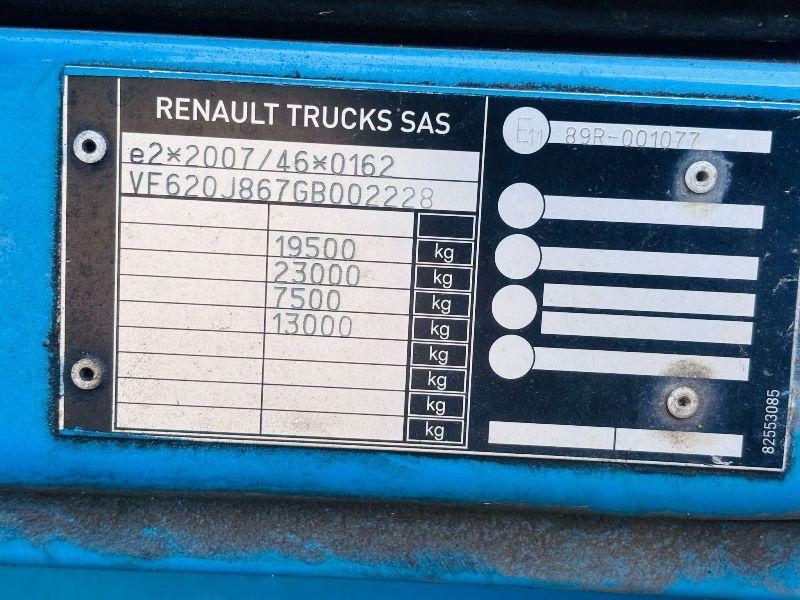 RENAULT TRUCKS SAS
e2*2007/46*0162
VF620J867GB002228
19500 kg
23000 kg
7500 kg
13000 kg
kg
kg
kg
kg
E11 89R-001077
82553085